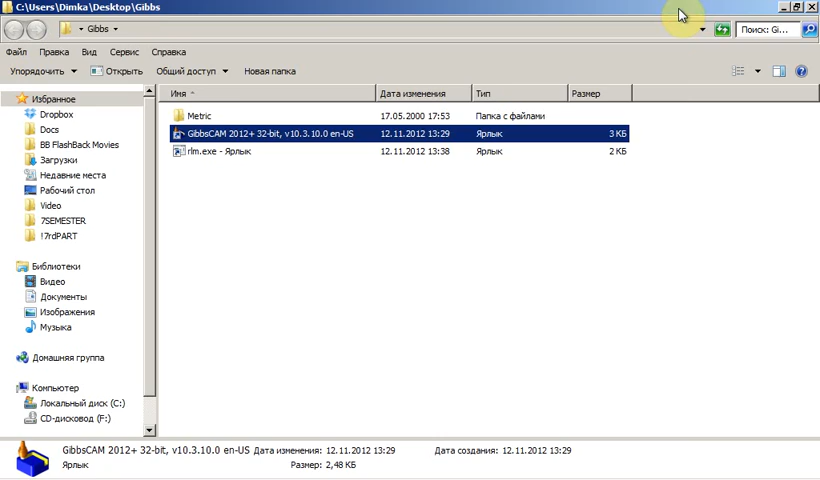 C:\Users\Dimka\Desktop\Gibbs
Gibbs
Поиск: Gi...
Файл Правка Вид Сервис Справка
Упорядочить Открыть Общий доступ Новая папка
Имя Дата изменения Тип Размер
Избранное
Dropbox
Docs
BB FlashBack Movies
Загрузки
Недавние места
Рабочий стол
Video
7SEMESTER
!7rdPART
Библиотеки
Видео
Документы
Изображения
Музыка
Домашняя группа
Компьютер
Локальный диск (C:)
CD-дисковод (F:)
Metric 17.05.2000 17:53 Папка с файлами
GibbsCAM 2012+ 32-bit, v10.3.10.0 en-US 12.11.2012 13:29 Ярлык 3 КБ
rlm.exe - Ярлык 12.11.2012 13:38 Ярлык 2 КБ
GibbsCAM 2012+ 32-bit, v10.3.10.0 en-US Дата изменения: 12.11.2012 13:29 Дата создания: 12.11.2012 13:29
Ярлык Размер: 2,48 КБ